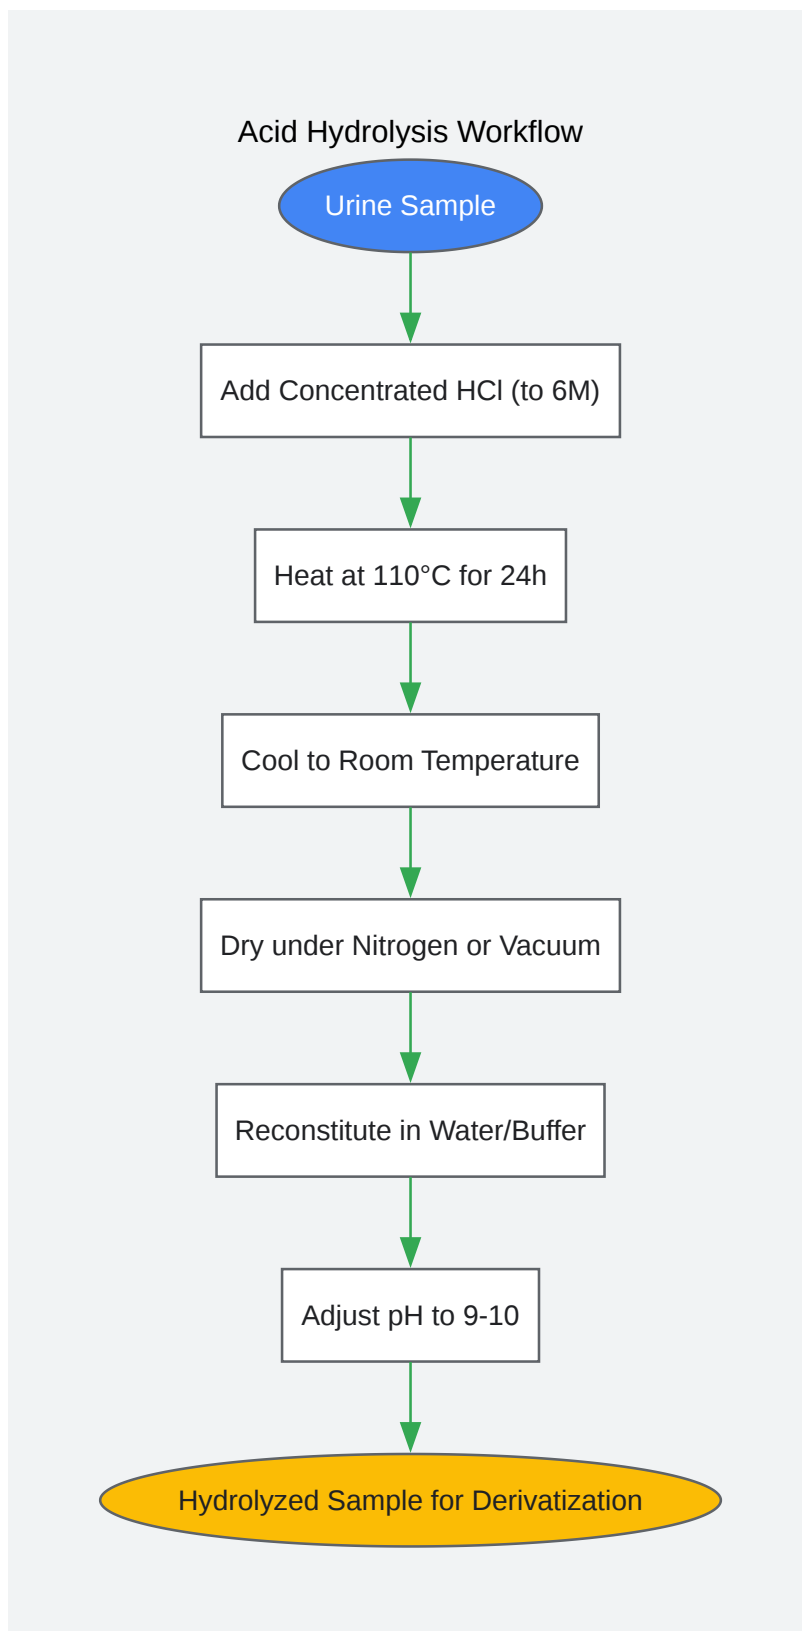 Acid Hydrolysis Workflow
Urine Sample
Add Concentrated HCl (to 6M)
Heat at 110°C for 24h
Cool to Room Temperature
Dry under Nitrogen or Vacuum
Reconstitute in Water/Buffer
Adjust pH to 9-10
Hydrolyzed Sample for Derivatization